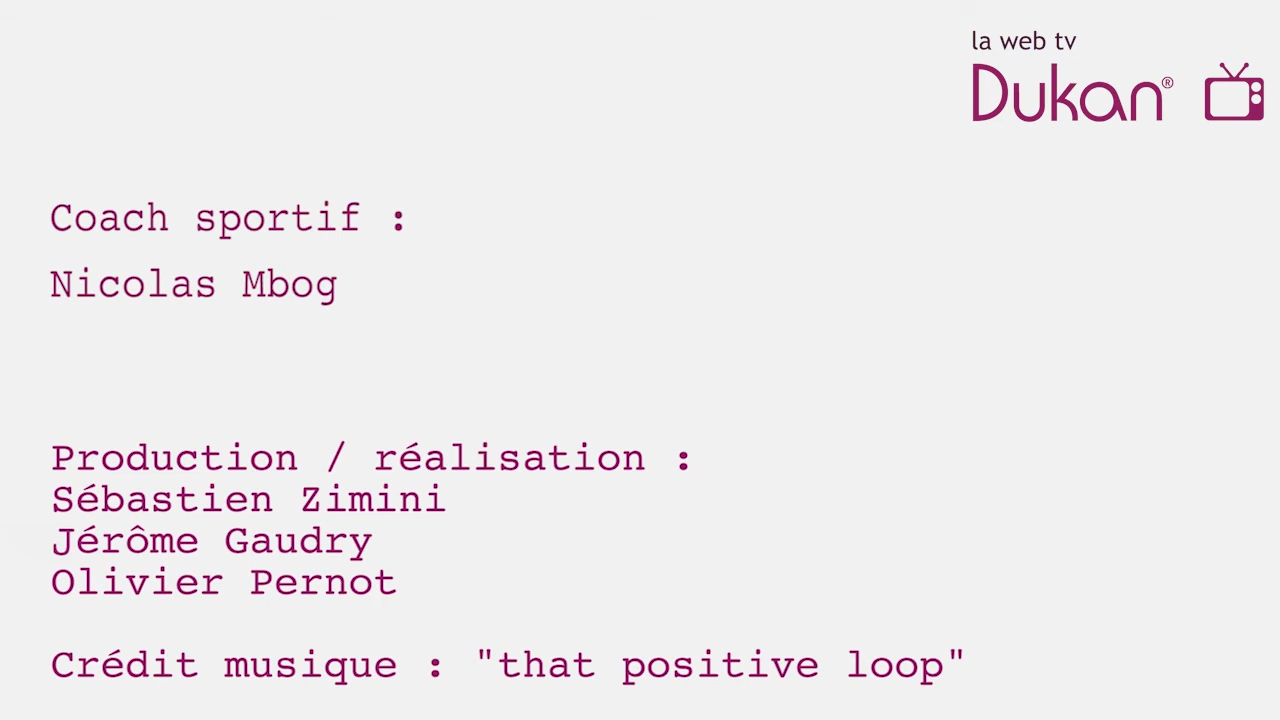 la web tv
Dukan®
Coach sportif :
Nicolas Mbog
Production / réalisation :
Sébastien Zimini
Jérôme Gaudry
Olivier Pernot
Crédit musique : "that positive loop"